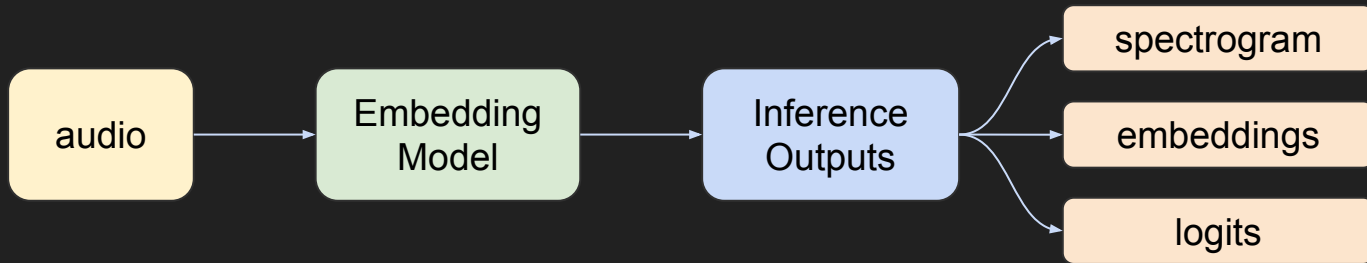 audio
Embedding
Model
Inference
Outputs
spectrogram
embeddings
logits